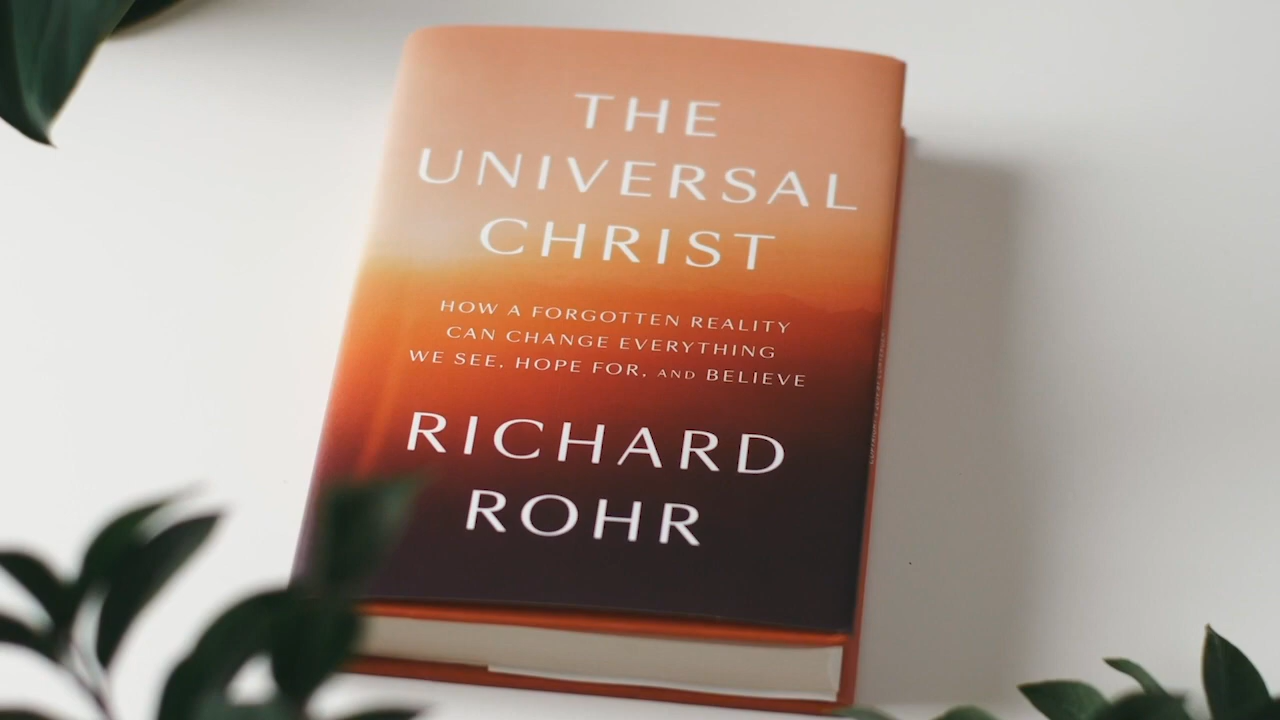 THE
UNIVERSAL
CHRIST
HOW A FORGOTTEN REALITY
CAN CHANGE EVERYTHING
WE SEE, HOPE FOR, AND BELIEVE
RICHARD
ROHR